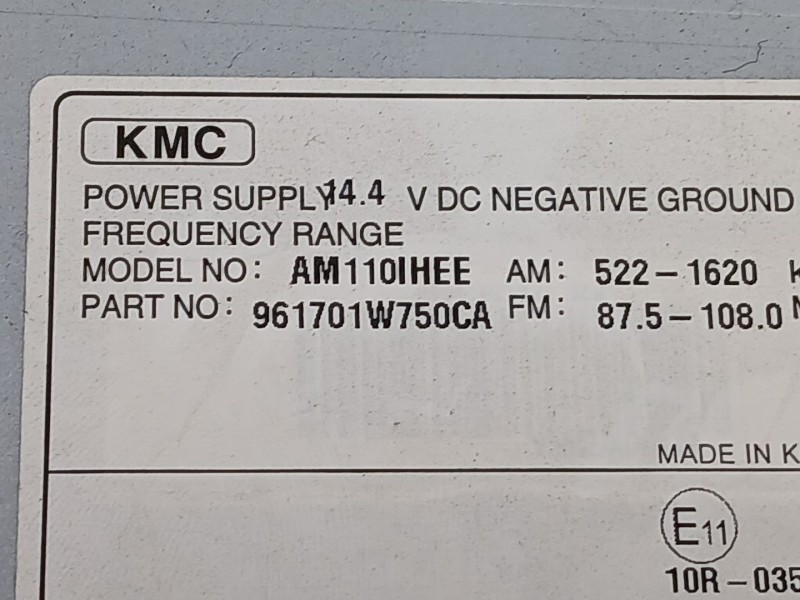 KMC
POWER SUPPLY 14.4 V DC NEGATIVE GROUND
FREQUENCY RANGE
MODEL NO: AM110IHEE AM: 522-1620 k
PART NO: 961701W750CA FM: 87.5-108.0 M
MADE IN K
E11
10R-035